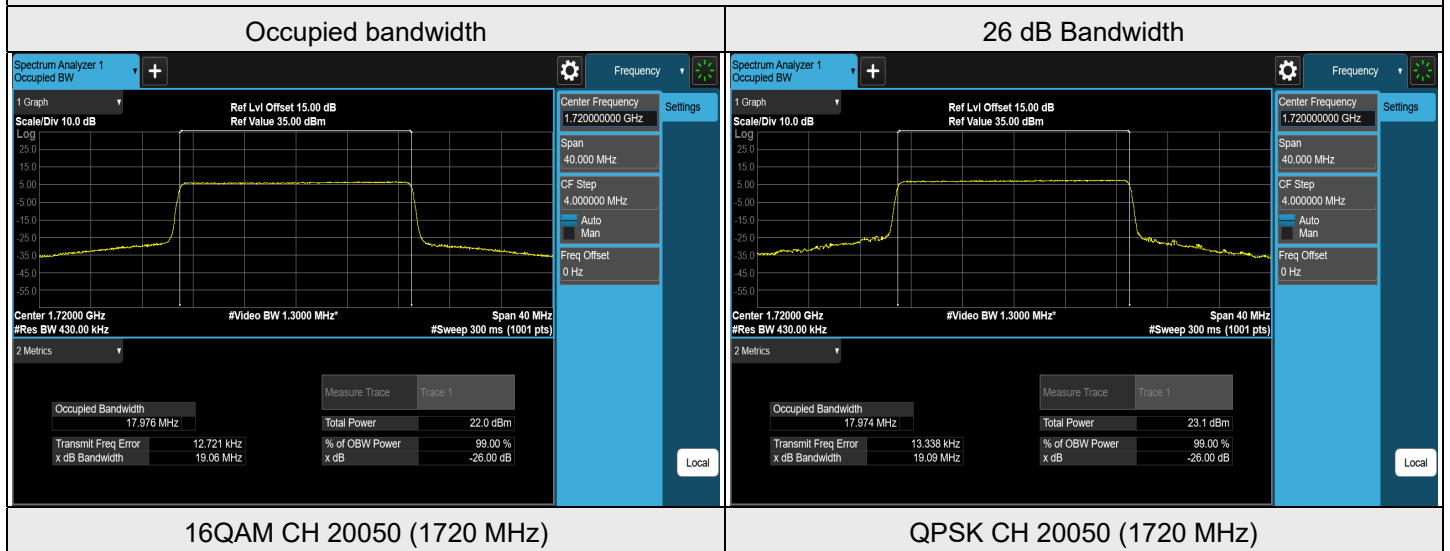 Occupied bandwidth
26 dB Bandwidth
Spectrum Analyzer 1
Occupied BW
+
Frequency
1 Graph
Scale/Div 10.0 dB
Ref Lvl Offset 15.00 dB
Ref Value 35.00 dBm
Log
25.0
15.0
5.00
-5.00
-15.0
-25.0
-35.0
-45.0
-55.0
Center 1.72000 GHz
#Res BW 430.00 kHz
#Video BW 1.3000 MHz*
Span 40 MHz
#Sweep 300 ms (1001 pts)
Center Frequency
1.720000000 GHz
Settings
Span
40.000 MHz
CF Step
4.000000 MHz
Auto
Man
Freq Offset
0 Hz
Local
2 Metrics
Measure Trace Trace 1
Occupied Bandwidth
17.976 MHz
Total Power 22.0 dBm
Transmit Freq Error 12.721 kHz
% of OBW Power 99.00 %
x dB Bandwidth 19.06 MHz
x dB -26.00 dB
Spectrum Analyzer 1
Occupied BW
+
Frequency
1 Graph
Scale/Div 10.0 dB
Ref Lvl Offset 15.00 dB
Ref Value 35.00 dBm
Log
25.0
15.0
5.00
-5.00
-15.0
-25.0
-35.0
-45.0
-55.0
Center 1.72000 GHz
#Res BW 430.00 kHz
#Video BW 1.3000 MHz*
Span 40 MHz
#Sweep 300 ms (1001 pts)
Center Frequency
1.720000000 GHz
Settings
Span
40.000 MHz
CF Step
4.000000 MHz
Auto
Man
Freq Offset
0 Hz
Local
2 Metrics
Measure Trace Trace 1
Occupied Bandwidth
17.974 MHz
Total Power 23.1 dBm
Transmit Freq Error 13.338 kHz
% of OBW Power 99.00 %
x dB Bandwidth 19.09 MHz
x dB -26.00 dB
16QAM CH 20050 (1720 MHz)
QPSK CH 20050 (1720 MHz)